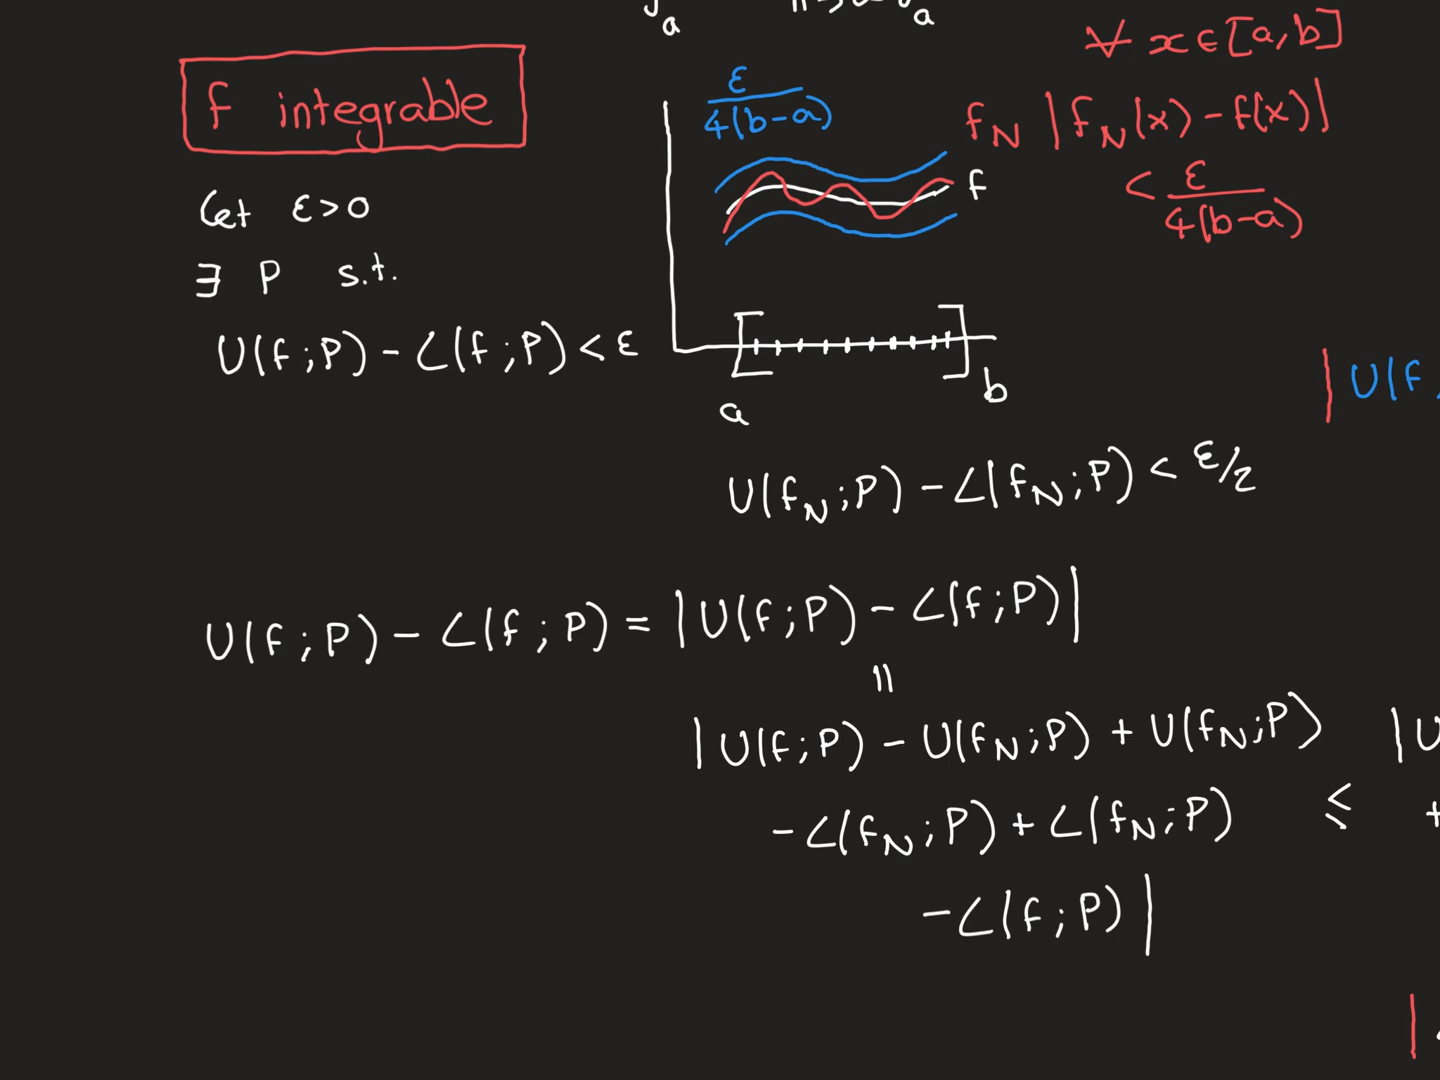 ∫ₐ ∫ₐ
∀ x∈[a,b]
f integrable
ε/4(b-a)
f_N |f_N(x)-f(x)|
< ε/4(b-a)
f
Let ε>0
∃ P s.t.
U(f;P)-L(f;P)<ε
a
b
|U(f;
U(f_N;P)-L(f_N;P)<ε/2
U(f;P)-L(f;P)=|U(f;P)-L(f;P)|
=
|U(f;P)-U(f_N;P)+U(f_N;P) |U
-L(f_N;P)+L(f_N;P) ≤ +
-L(f;P)|
|